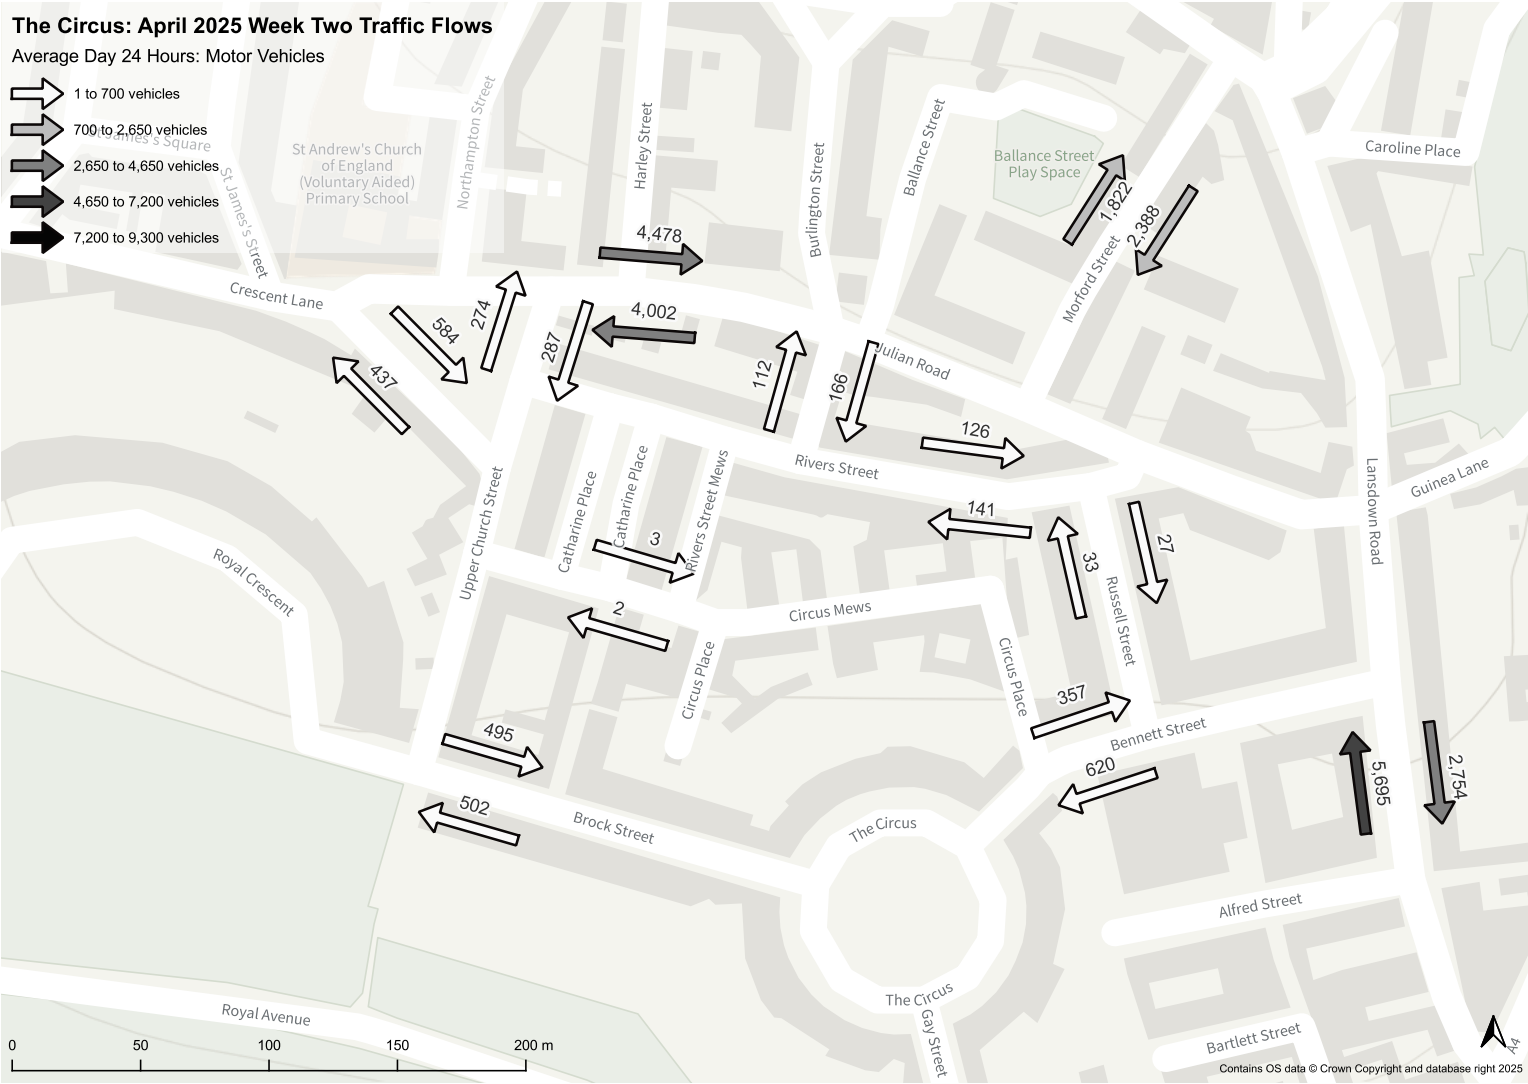 The Circus: April 2025 Week Two Traffic Flows
Average Day 24 Hours: Motor Vehicles
1 to 700 vehicles
700 to 2,650 vehicles
2,650 to 4,650 vehicles
4,650 to 7,200 vehicles
7,200 to 9,300 vehicles
St James's Square
St James's Street
St Andrew's Church
of England
(Voluntary Aided)
Primary School
Northampton Street
Harley Street
Burlington Street
Ballance Street
Ballance Street
Play Space
Caroline Place
1,822
2,388
Morford Street
4,478
4,002
Crescent Lane
584
274
287
437
112
166
Julian Road
126
Rivers Street
141
Lansdown Road
Guinea Lane
Upper Church Street
Catharine Place
Catharine Place
Rivers Street Mews
3
2
33
27
Russell Street
Royal Crescent
Circus Mews
Circus Place
Circus Place
357
Bennett Street
620
495
502
Brock Street
5,695
2,754
The Circus
Alfred Street
The Circus
Gay Street
Royal Avenue
Bartlett Street
A4
0 50 100 150 200 m
Contains OS data © Crown Copyright and database right 2025